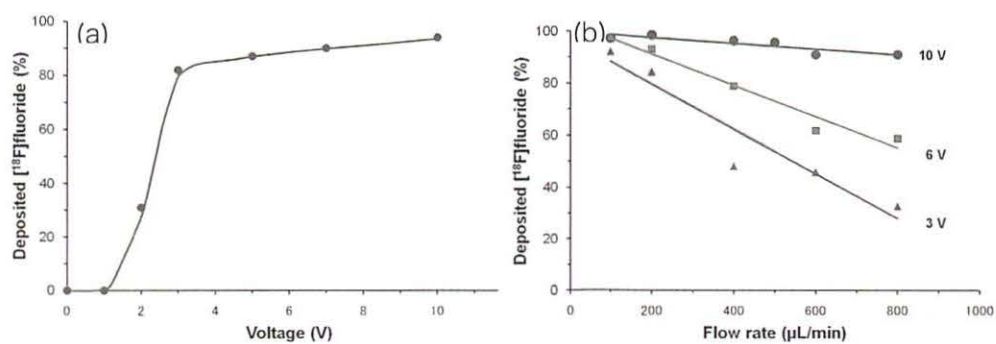 (a)
Deposited [¹⁸F]fluoride (%)
100
80
60
40
20
0
0 2 4 6 8 10
Voltage (V)
(b)
Deposited [¹⁸F]fluoride (%)
100
80
60
40
20
0
10 V
6 V
3 V
0 200 400 600 800 1000
Flow rate (µL/min)